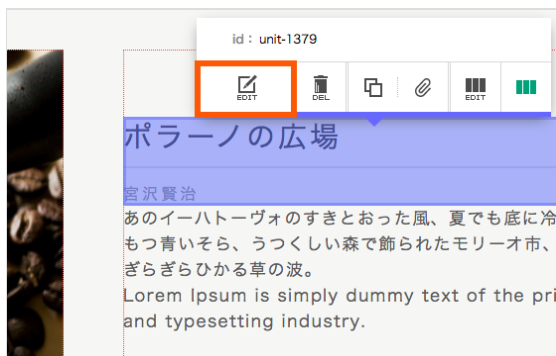 id : unit-1379
EDIT DEL EDIT
ポラーノの広場
宮沢賢治
あのイーハトーヴォのすきとおった風、夏でも底に冷
もつ青いそら、うつくしい森で飾られたモリーオ市、
ぎらぎらひかる草の波。
Lorem Ipsum is simply dummy text of the pri
and typesetting industry.